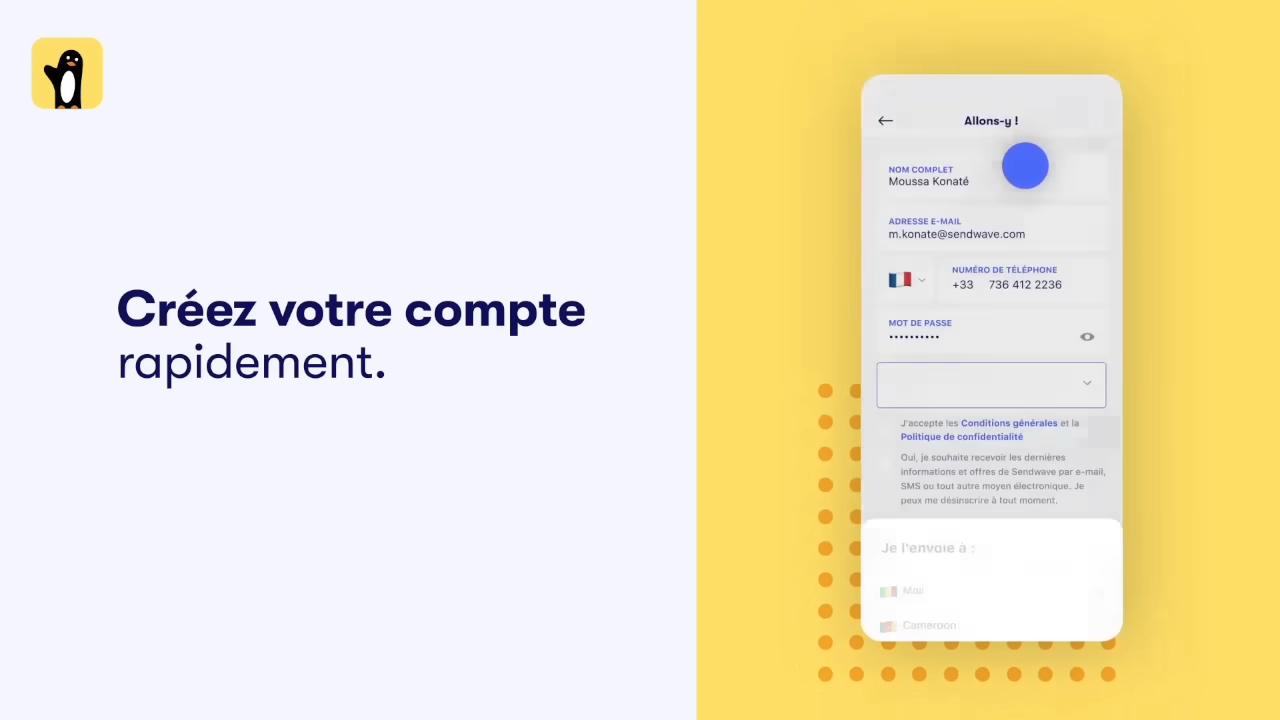 Créez votre compte
rapidement.
Allons-y !
NOM COMPLET
Moussa Konaté
ADRESSE E-MAIL
m.konate@sendwave.com
NUMÉRO DE TÉLÉPHONE
+33 736 412 2236
MOT DE PASSE
••••••••••
J'accepte les Conditions générales et la
Politique de confidentialité
Oui, je souhaite recevoir les dernières
informations et offres de Sendwave par e-mail,
SMS ou tout autre moyen électronique. Je
peux me désinscrire à tout moment.
Je l'envoie à :
Mali
Cameroon